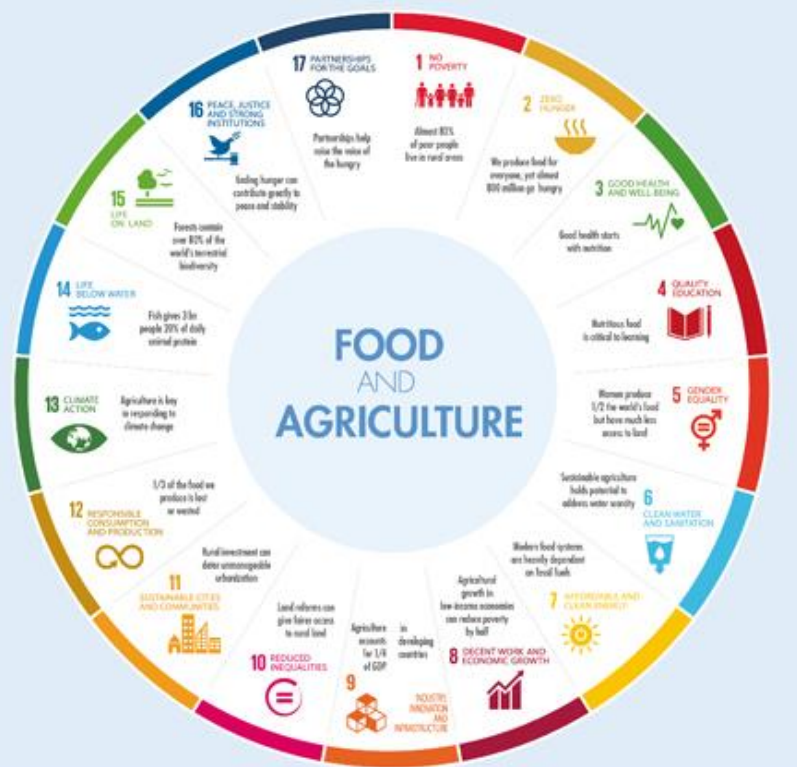 FOOD
AND
AGRICULTURE
1 NO
POVERTY
Almost 80%
of poor people
live in rural areas
2 ZERO
HUNGER
We produce food for
everyone, yet almost
800 million go hungry
3 GOOD HEALTH
AND WELL-BEING
Good health starts
with nutrition
4 QUALITY
EDUCATION
Nutritious food
is critical to learning
5 GENDER
EQUALITY
Women produce
1/2 the world's food
but have much less
access to land
6
CLEAN WATER
AND SANITATION
Sustainable agriculture
holds potential to
address water scarcity
7 AFFORDABLE AND
CLEAN ENERGY
Modern food systems
are heavily dependent
on fossil fuels
8 DECENT WORK AND
ECONOMIC GROWTH
Agricultural
growth in
low-income economies
can reduce poverty
by half
9
INDUSTRY,
INNOVATION
AND
INFRASTRUCTURE
Agriculture
accounts
for 1/4
of GDP
in
developing
countries
10 REDUCED
INEQUALITIES
Land reforms can
give fairer access
to rural land
11
SUSTAINABLE CITIES
AND COMMUNITIES
Rural investment can
deter unmanageable
urbanization
12 RESPONSIBLE
CONSUMPTION
AND PRODUCTION
1/3 of the food we
produce is lost
or wasted
13 CLIMATE
ACTION
Agriculture is key
in responding to
climate change
14 LIFE
BELOW WATER
Fish gives 3 bn
people 20% of daily
animal protein
15
LIFE
ON LAND
Forests contain
over 80% of the
world's terrestrial
biodiversity
16 PEACE, JUSTICE
AND STRONG
INSTITUTIONS
Ending hunger can
contribute greatly to
peace and stability
17 PARTNERSHIPS
FOR THE GOALS
Partnerships help
raise the voice of
the hungry